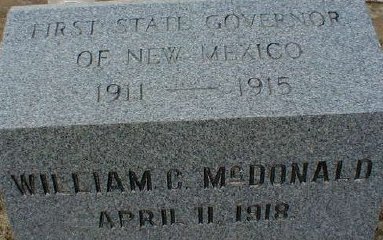 FIRST STATE GOVERNOR
OF NEW MEXICO
1911 — 1915
WILLIAM. C. McDONALD
APRIL 11, 1918